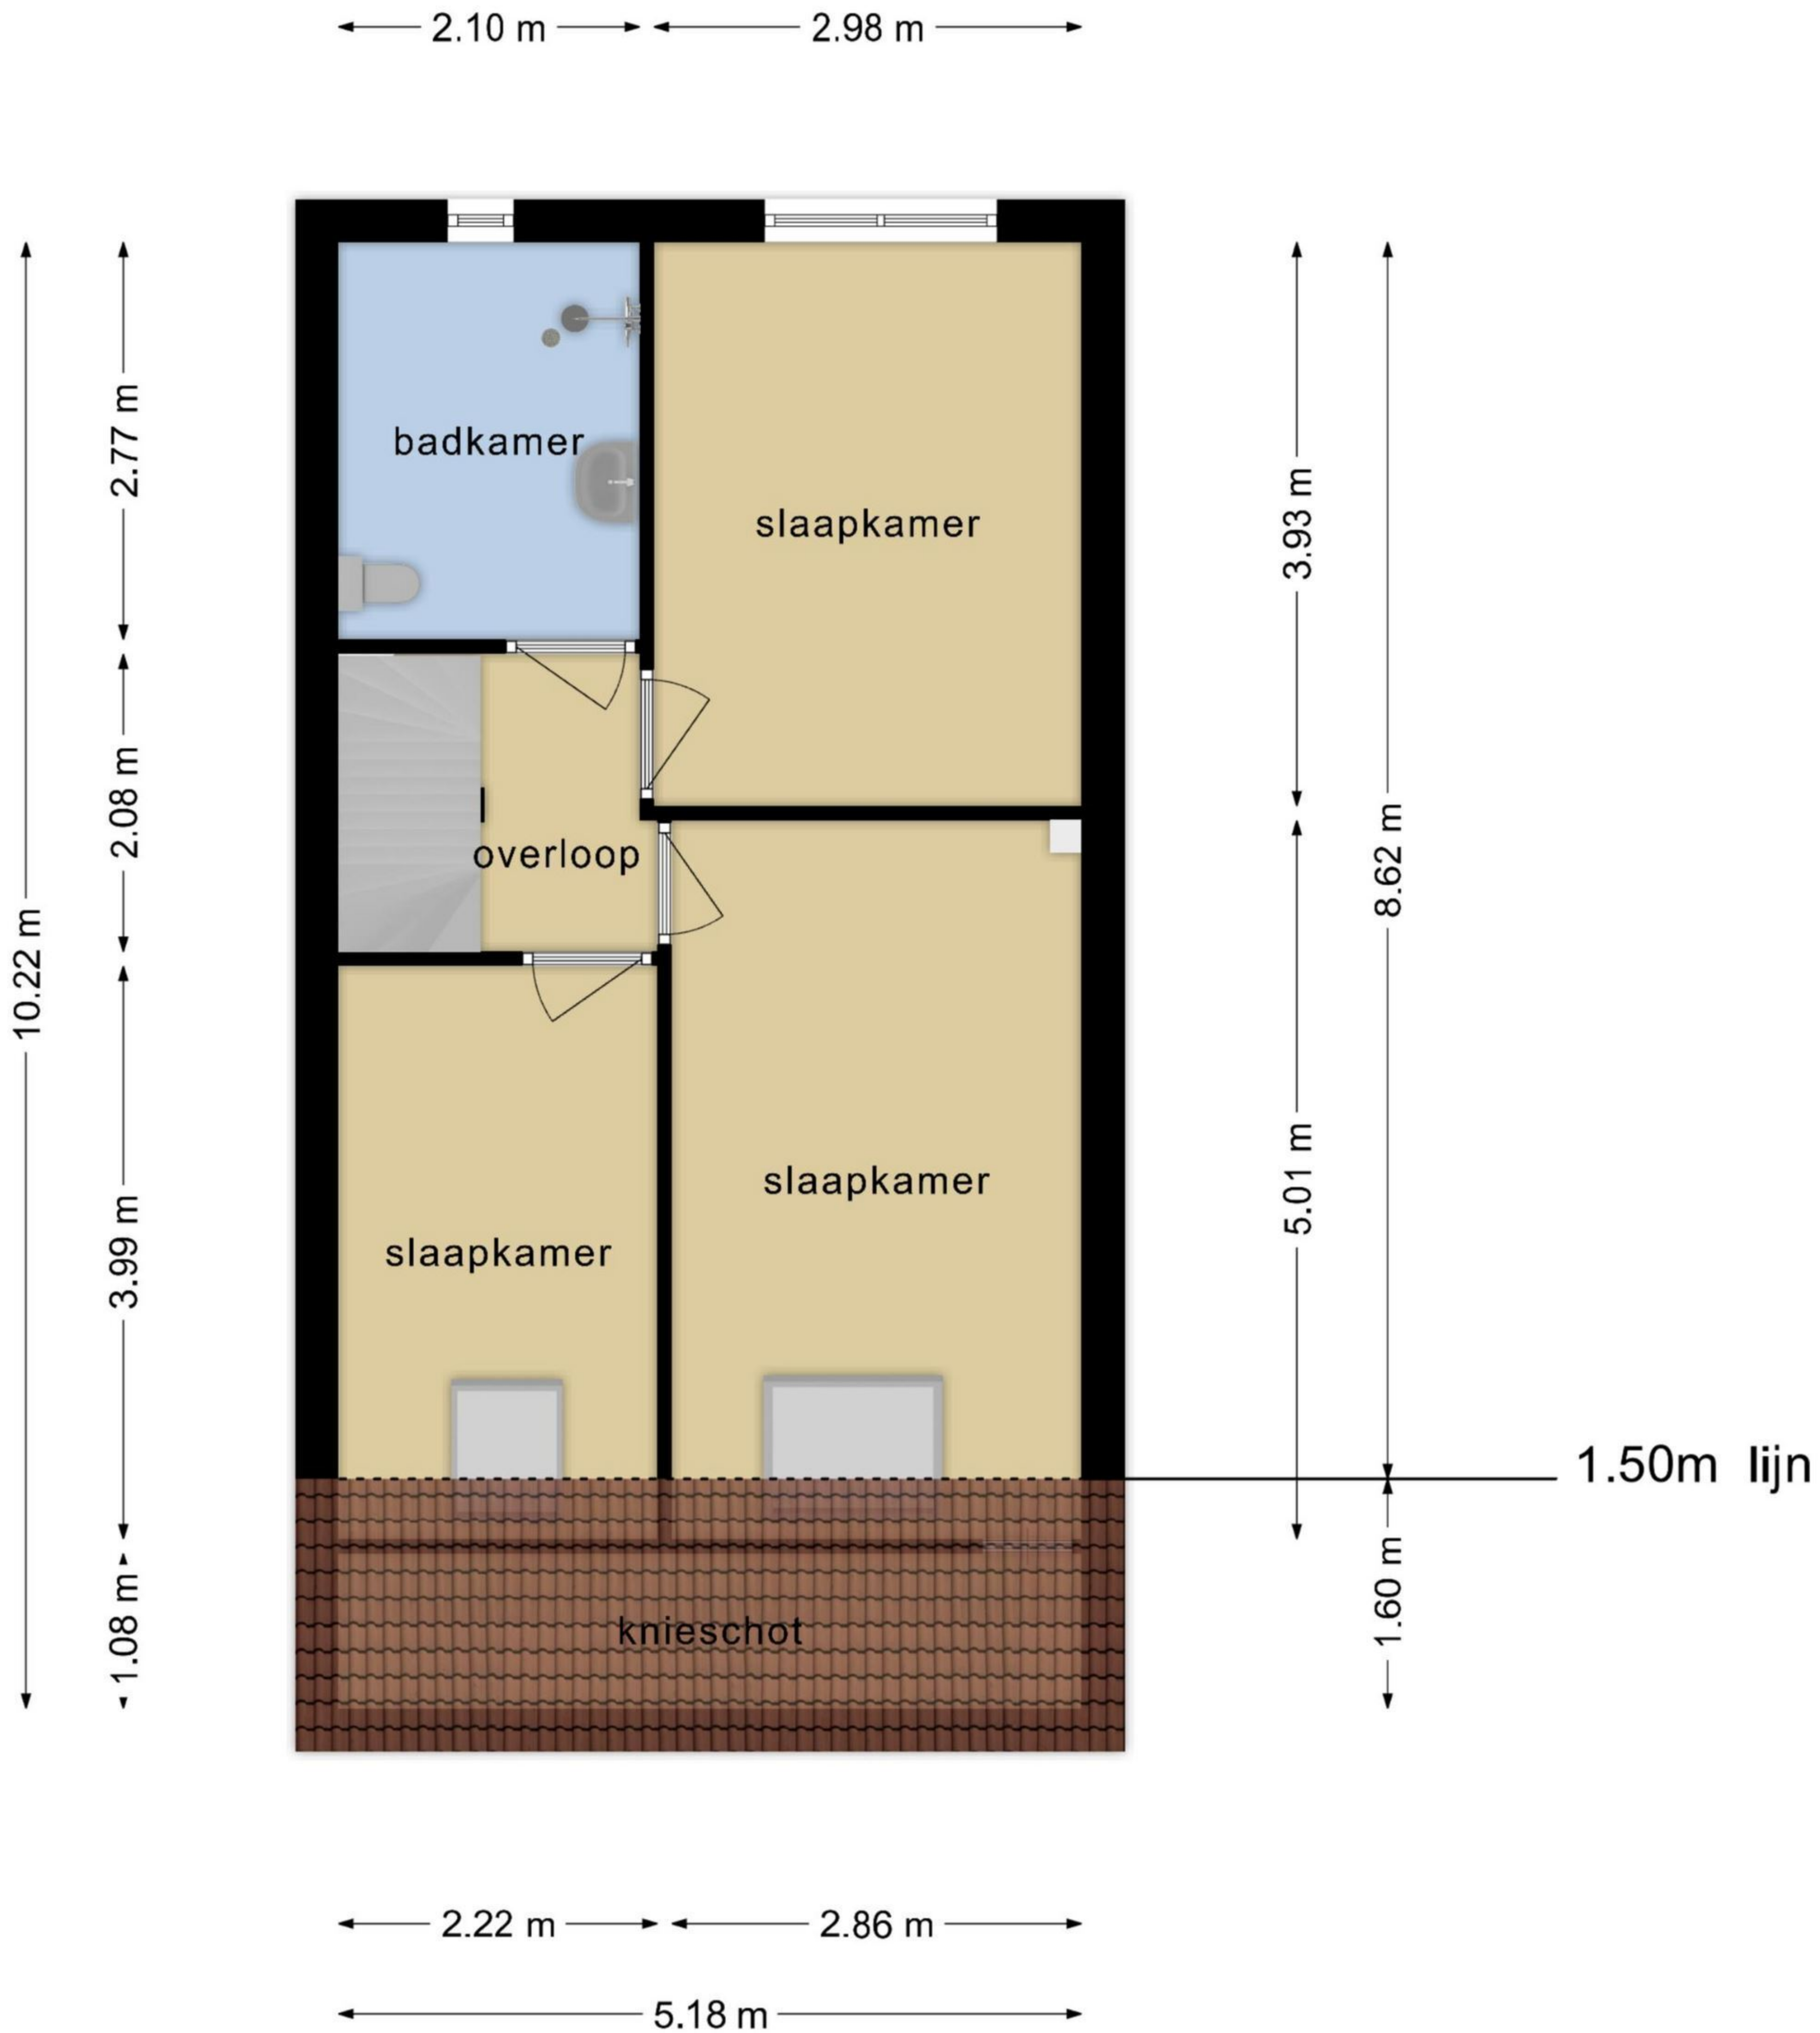 2.10 m
2.98 m
badkamer
slaapkamer
2.77 m
3.93 m
2.08 m
overloop
8.62 m
10.22 m
slaapkamer
5.01 m
3.99 m
slaapkamer
1.50m lijn
1.08 m
knieschot
1.60 m
2.22 m
2.86 m
5.18 m